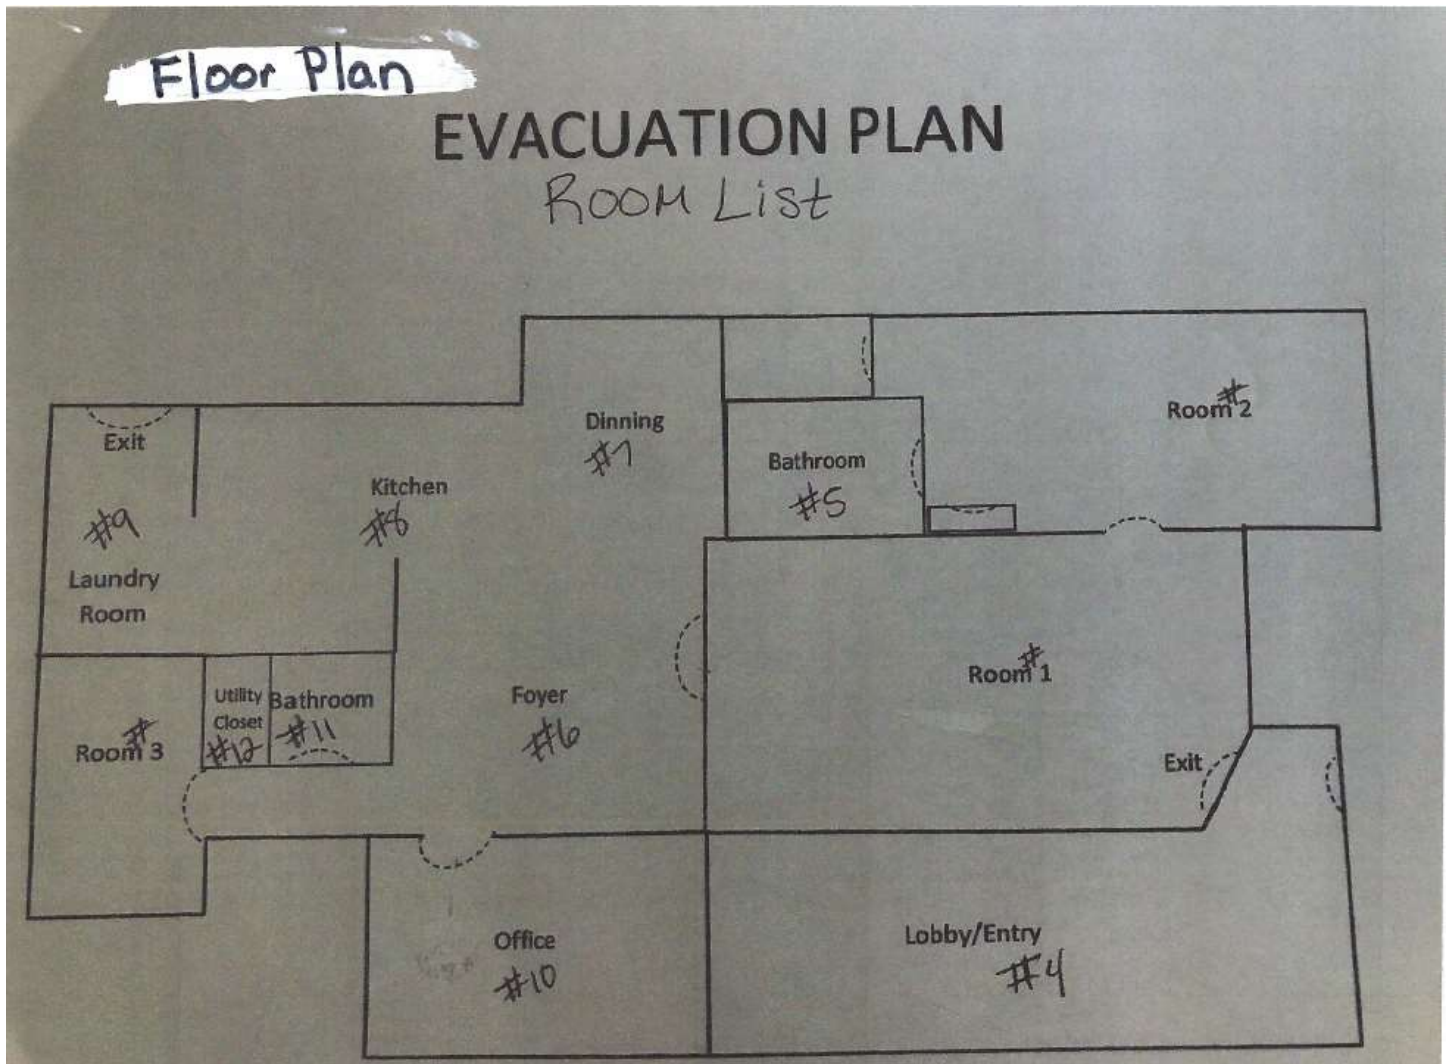 Floor Plan
EVACUATION PLAN
Room List
Dinning
#7
Room #2
Exit
Bathroom
#5
Kitchen
#8
#9
Laundry
Room
Room #1
Utility
Closet
#12
Bathroom
#11
Foyer
#6
Room #3
Exit
Office
#10
Lobby/Entry
#4